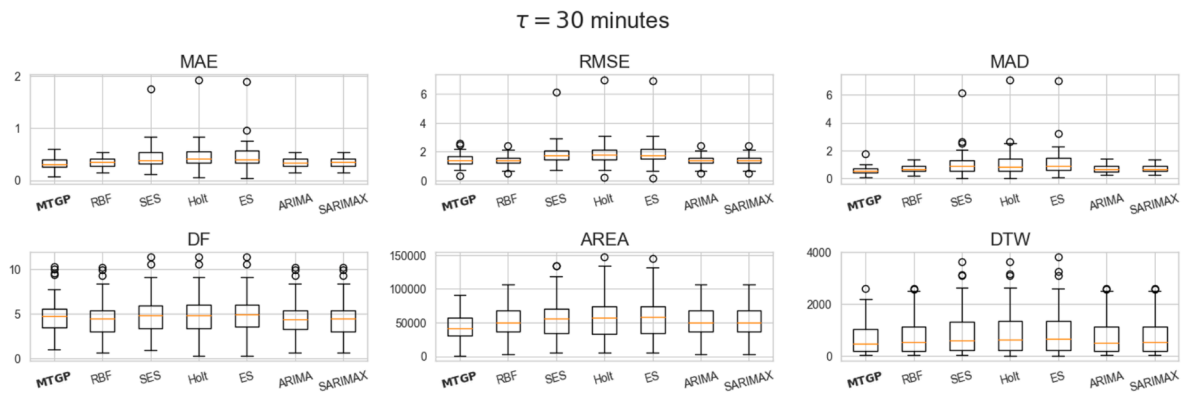 τ = 30 minutes
MAE
2
1
0
MTGP RBF SES Holt ES ARIMA SARIMAX
RMSE
6
4
2
0
MTGP RBF SES Holt ES ARIMA SARIMAX
MAD
6
4
2
0
MTGP RBF SES Holt ES ARIMA SARIMAX
DF
10
5
0
MTGP RBF SES Holt ES ARIMA SARIMAX
AREA
150000
100000
50000
0
MTGP RBF SES Holt ES ARIMA SARIMAX
DTW
4000
2000
0
MTGP RBF SES Holt ES ARIMA SARIMAX